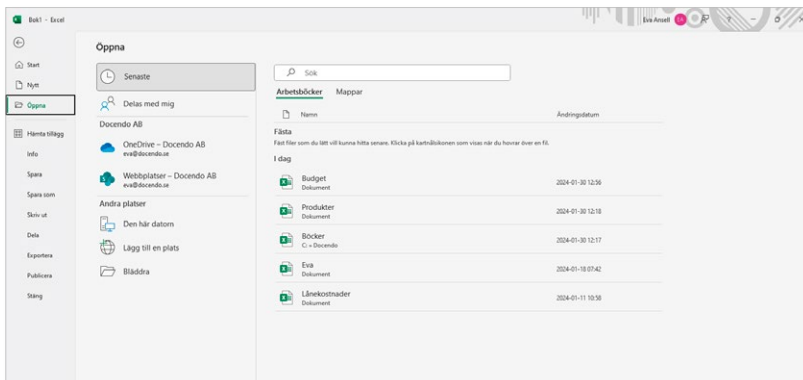 Bok1 - Excel
Eva Ansell
EA
Öppna
Start
Nytt
Öppna
Hämta tillägg
Info
Spara
Spara som
Skriv ut
Dela
Exportera
Publicera
Stäng
Senaste
Delas med mig
Docendo AB
OneDrive – Docendo AB
eva@docendo.se
Webbplatser – Docendo AB
eva@docendo.se
Andra platser
Den här datorn
Lägg till en plats
Bläddra
Sök
Arbetsböcker Mappar
Namn Ändringsdatum
Fästa
Fäst filer som du lätt vill kunna hitta senare. Klicka på kartnålsikonen som visas när du hovrar över en fil.
I dag
Budget 2024-01-30 12:56
Dokument
Produkter 2024-01-30 12:18
Dokument
Böcker 2024-01-30 12:17
C: » Docendo
Eva 2024-01-18 07:42
Dokument
Lånekostnader 2024-01-11 10:58
Dokument